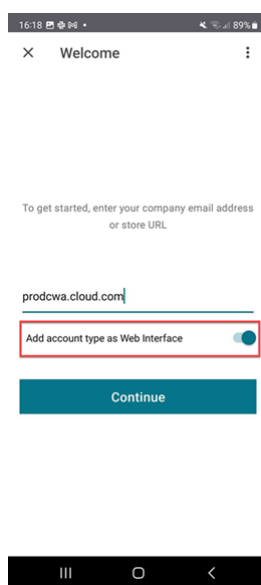 16:18
89%
Welcome
To get started, enter your company email address
or store URL
prodcwa.cloud.com
Add account type as Web Interface
Continue